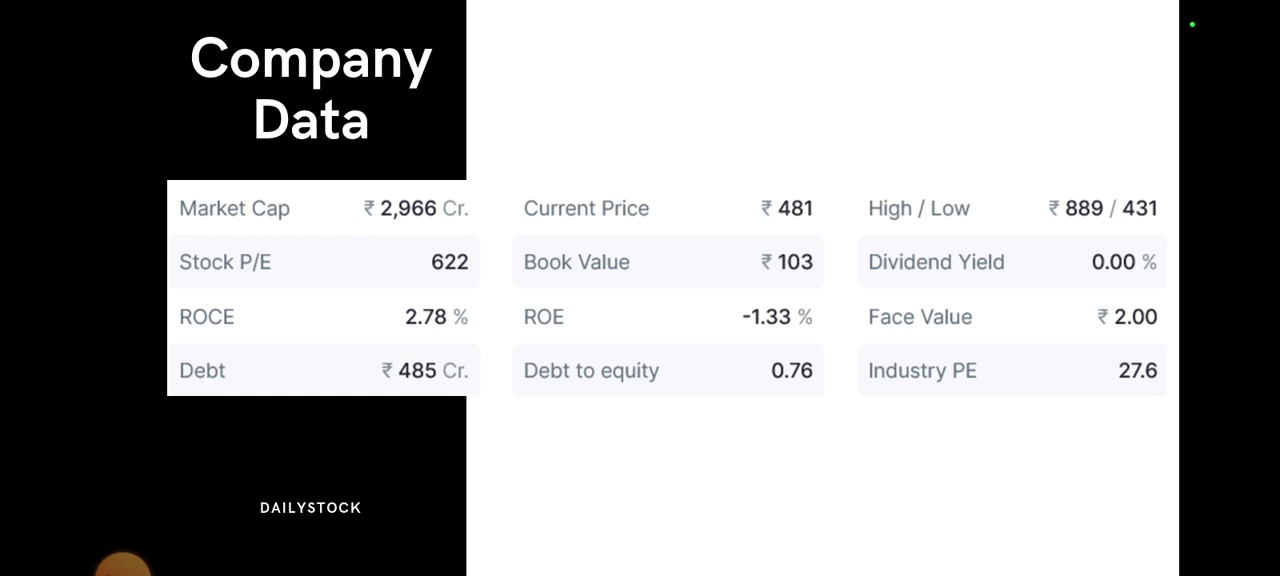 Company
Data
Market Cap ₹ 2,966 Cr. Current Price ₹ 481 High / Low ₹ 889 / 431
Stock P/E 622 Book Value ₹ 103 Dividend Yield 0.00 %
ROCE 2.78 % ROE -1.33 % Face Value ₹ 2.00
Debt ₹ 485 Cr. Debt to equity 0.76 Industry PE 27.6
DAILYSTOCK